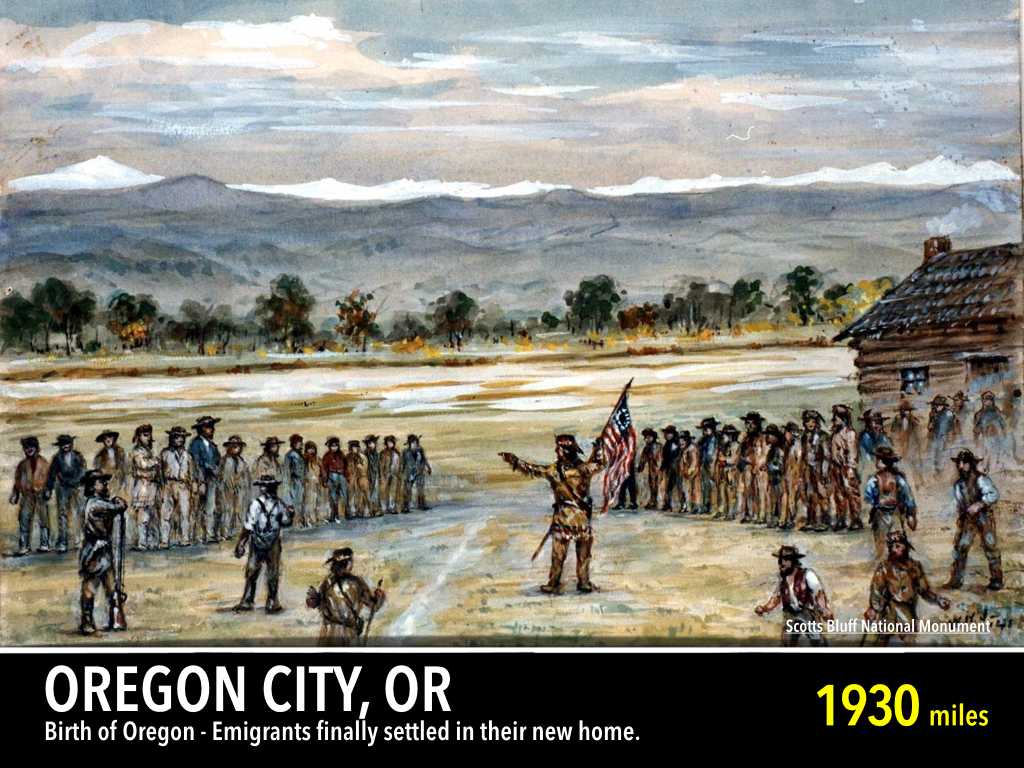 Scotts Bluff National Monument
OREGON CITY, OR
Birth of Oregon - Emigrants finally settled in their new home.
1930 miles